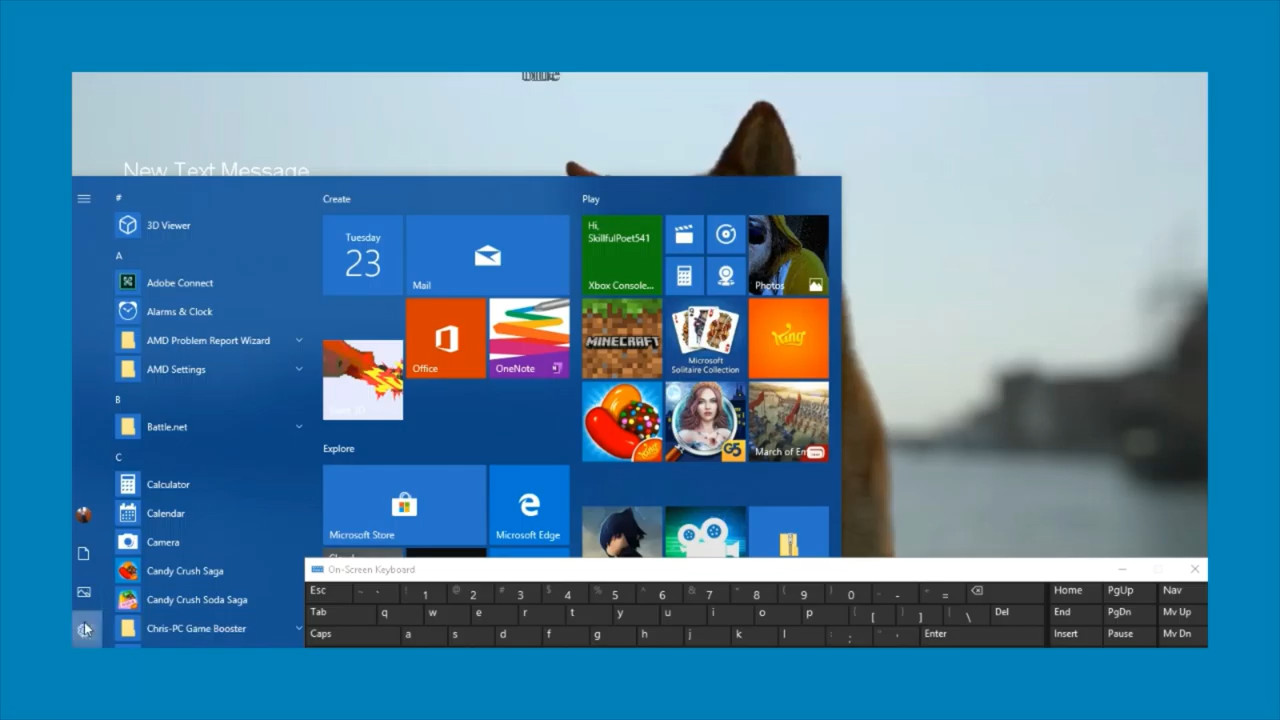 New Text Message
#
3D Viewer
A
Adobe Connect
Alarms & Clock
AMD Problem Report Wizard
AMD Settings
B
Battle.net
C
Calculator
Calendar
Camera
Candy Crush Saga
Candy Crush Soda Saga
Chris-PC Game Booster
Create
Tuesday
23
Mail
Office
OneNote
Explore
Microsoft Store
Microsoft Edge
Play
Hi,
SkillfulPoet541
Xbox Console...
Photos
MINECRAFT
Microsoft
Solitaire Collection
King
King
G5
March of Em
On-Screen Keyboard
Esc ~ ` ! 1 @ 2 # 3 $ 4 % 5 ^ 6 & 7 * 8 ( 9 ) 0 _ - + = Home PgUp Nav
Tab q w e r t y u i o p { [ } ] | \ Del End PgDn Mv Up
Caps a s d f g h j k l : ; " ' Enter Insert Pause Mv Dn